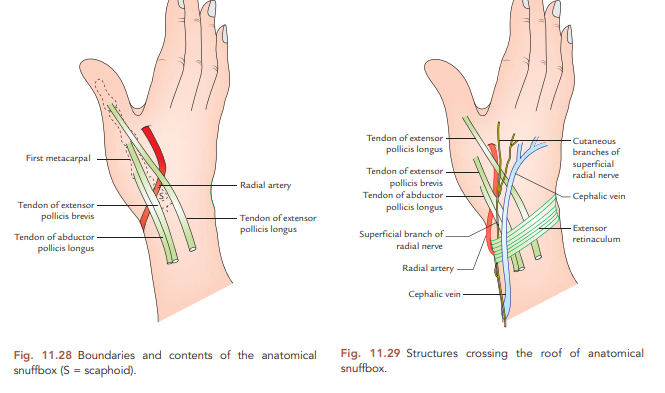 First metacarpal
Tendon of extensor
pollicis brevis
Tendon of abductor
pollicis longus
S
Radial artery
Tendon of extensor
pollicis longus
Fig. 11.28 Boundaries and contents of the anatomical
snuffbox (S = scaphoid).
Tendon of extensor
pollicis longus
Tendon of extensor
pollicis brevis
Tendon of abductor
pollicis longus
Superficial branch of
radial nerve
Radial artery
Cephalic vein
Cutaneous
branches of
superficial
radial nerve
Cephalic vein
Extensor
retinaculum
Fig. 11.29 Structures crossing the roof of anatomical
snuffbox.